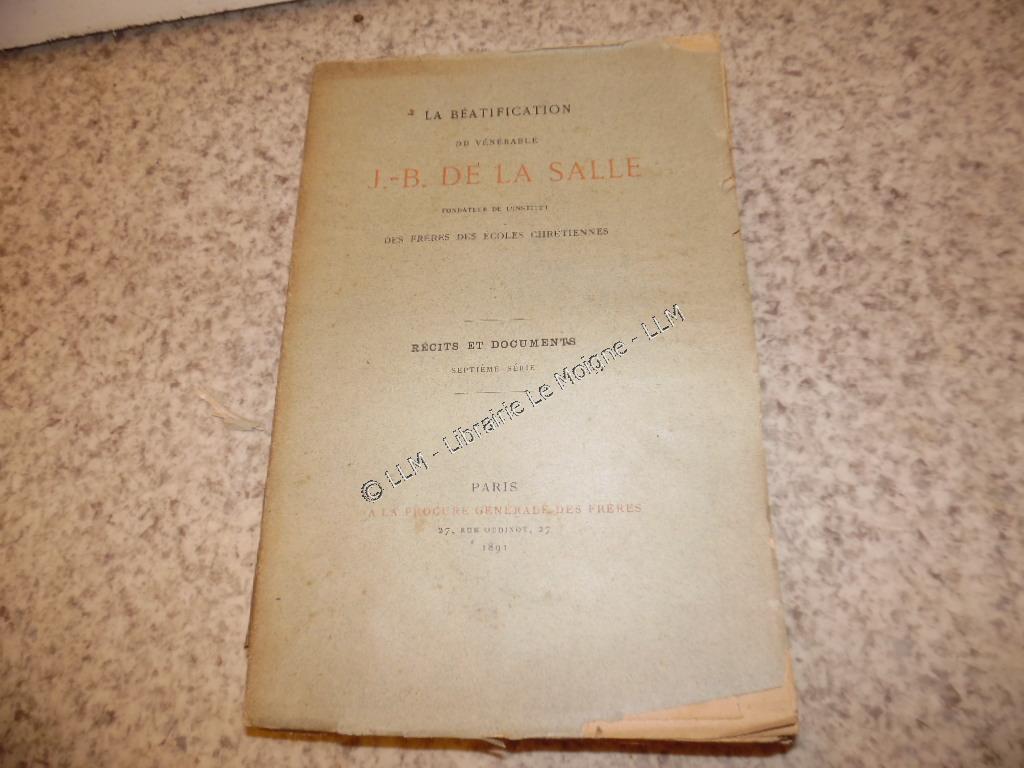 LA BÉATIFICATION
DU VÉNÉRABLE
J.-B. DE LA SALLE
FONDATEUR DE L'INSTITUT
DES FRÈRES DES ÉCOLES CHRÉTIENNES
RÉCITS ET DOCUMENTS
SEPTIÈME SÉRIE
PARIS
A LA PROCURE GÉNÉRALE DES FRÈRES
27, RUE OUDINOT, 27
1891
© LLM - Librairie Le Moigne - LLM